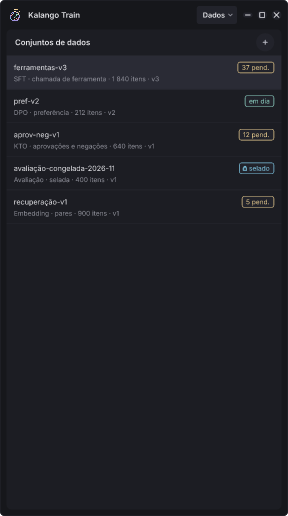 Kalango Train
Dados
Conjuntos de dados
ferramentas-v3
37 pend.
SFT · chamada de ferramenta · 1 840 itens · v3
pref-v2
em dia
DPO · preferência · 212 itens · v2
aprov-neg-v1
12 pend.
KTO · aprovações e negações · 640 itens · v1
avaliação-congelada-2026-11
selado
Avaliação · selada · 400 itens · v1
recuperação-v1
5 pend.
Embedding · pares · 900 itens · v1